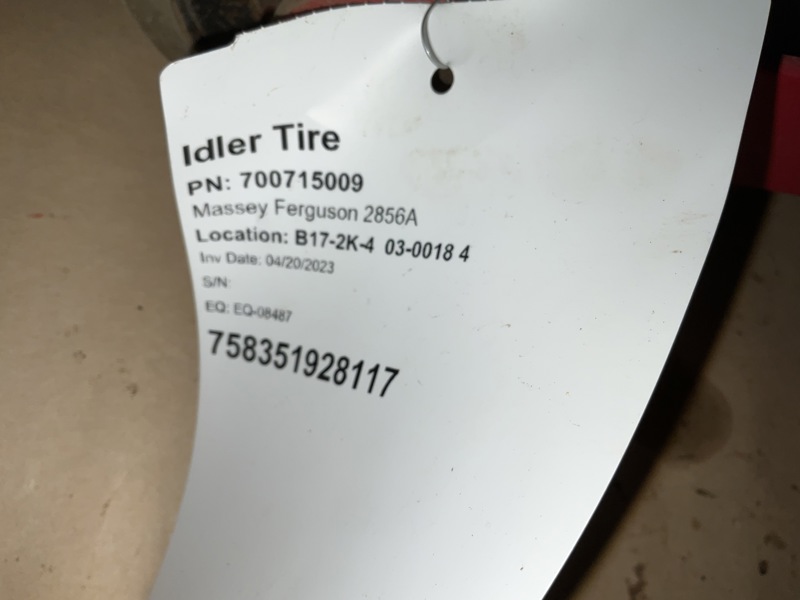 Idler Tire
PN: 700715009
Massey Ferguson 2856A
Location: B17-2K-4 03-0018 4
Inv Date: 04/20/2023
S/N:
EQ: EQ-08487
758351928117